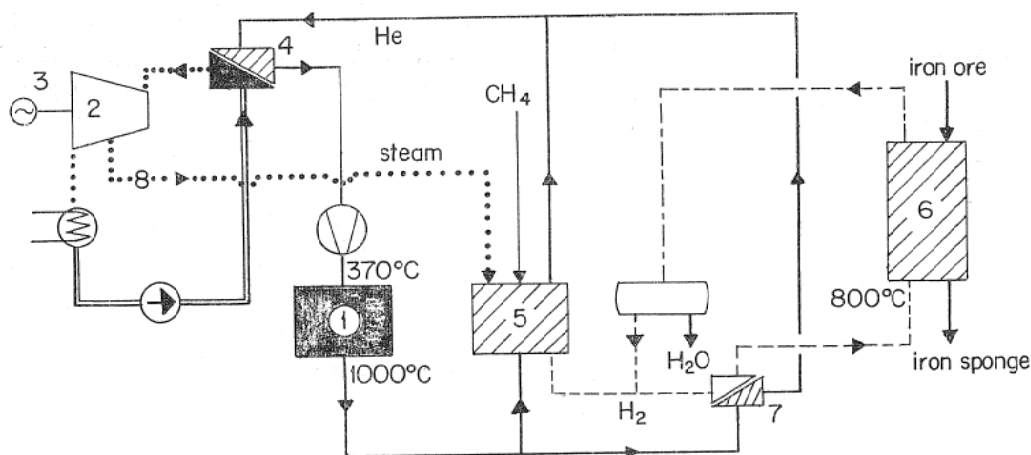 He
4
iron ore
3
2
CH₄
steam
8
6
370°C
800°C
1
5
1000°C
H₂O
iron sponge
H₂
7